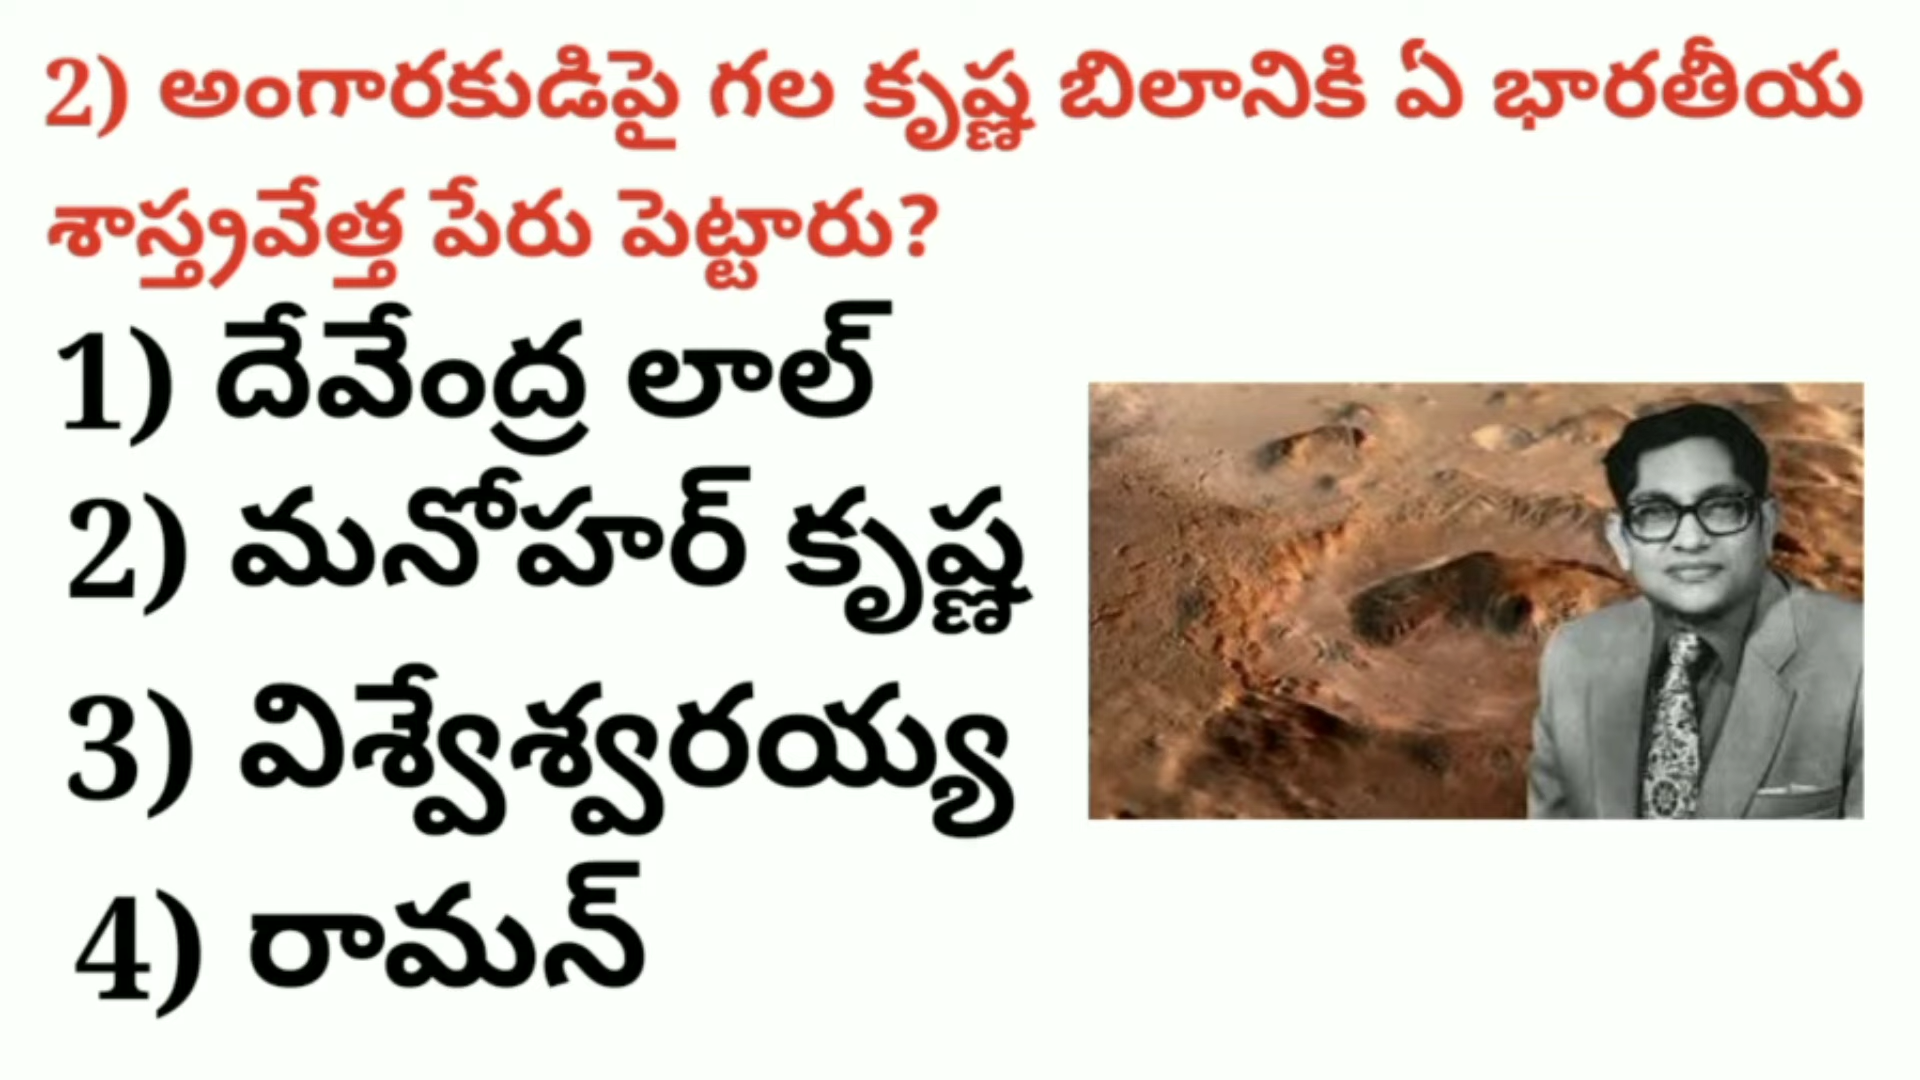 2) అంగారకుడిపై గల కృష్ణ బిలానికి ఏ భారతీయ
శాస్త్రవేత్త పేరు పెట్టారు?
1) దేవేంద్ర లాల్
2) మనోహర్ కృష్ణ
3) విశ్వేశ్వరయ్య
4) రామన్